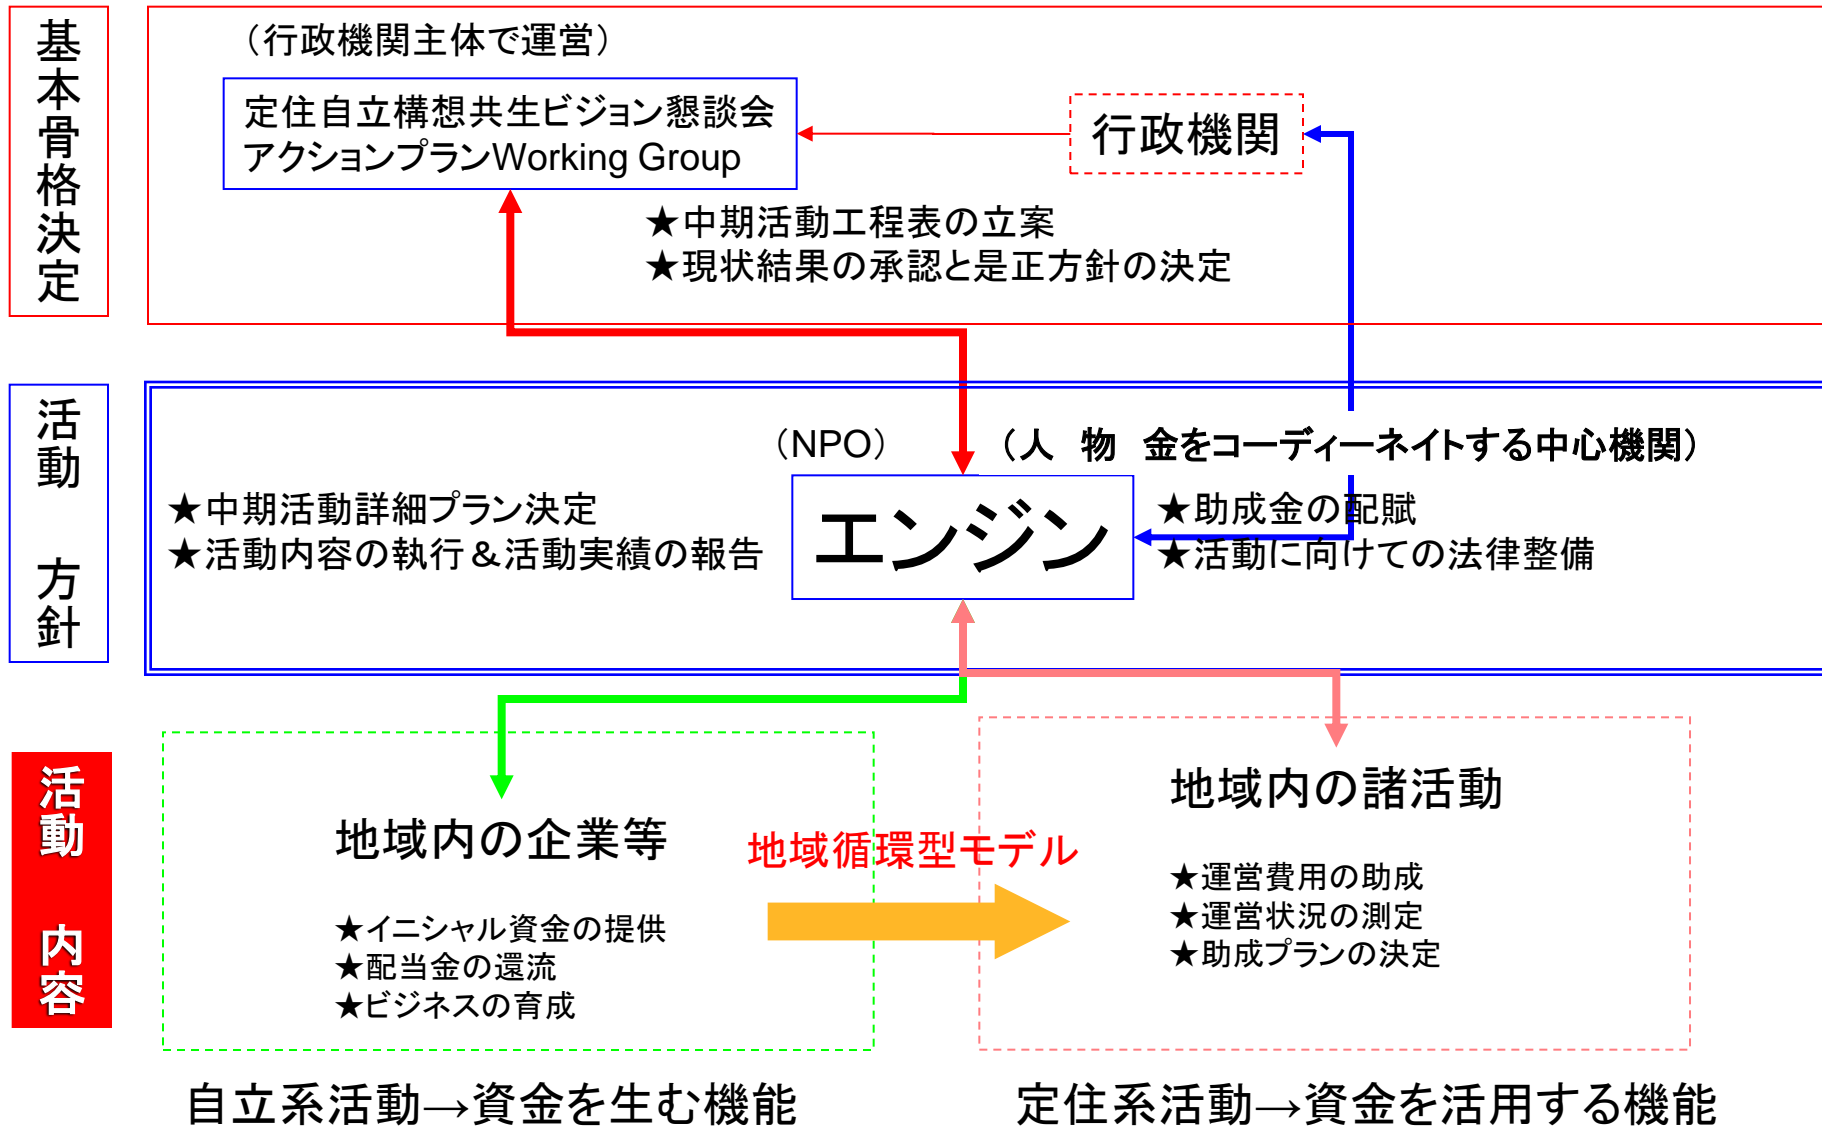 基本骨格決定
（行政機関主体で運営）
定住自立構想共生ビジョン懇談会
アクションプランWorking Group
行政機関
★中期活動工程表の立案
★現状結果の承認と是正方針の決定
活動　方針
（NPO）
（人　物　金をコーディーネイトする中心機関）
★中期活動詳細プラン決定
★活動内容の執行＆活動実績の報告
エンジン
★助成金の配賦
★活動に向けての法律整備
活動　内容
地域内の企業等
★イニシャル資金の提供
★配当金の還流
★ビジネスの育成
地域循環型モデル
地域内の諸活動
★運営費用の助成
★運営状況の測定
★助成プランの決定
自立系活動→資金を生む機能
定住系活動→資金を活用する機能